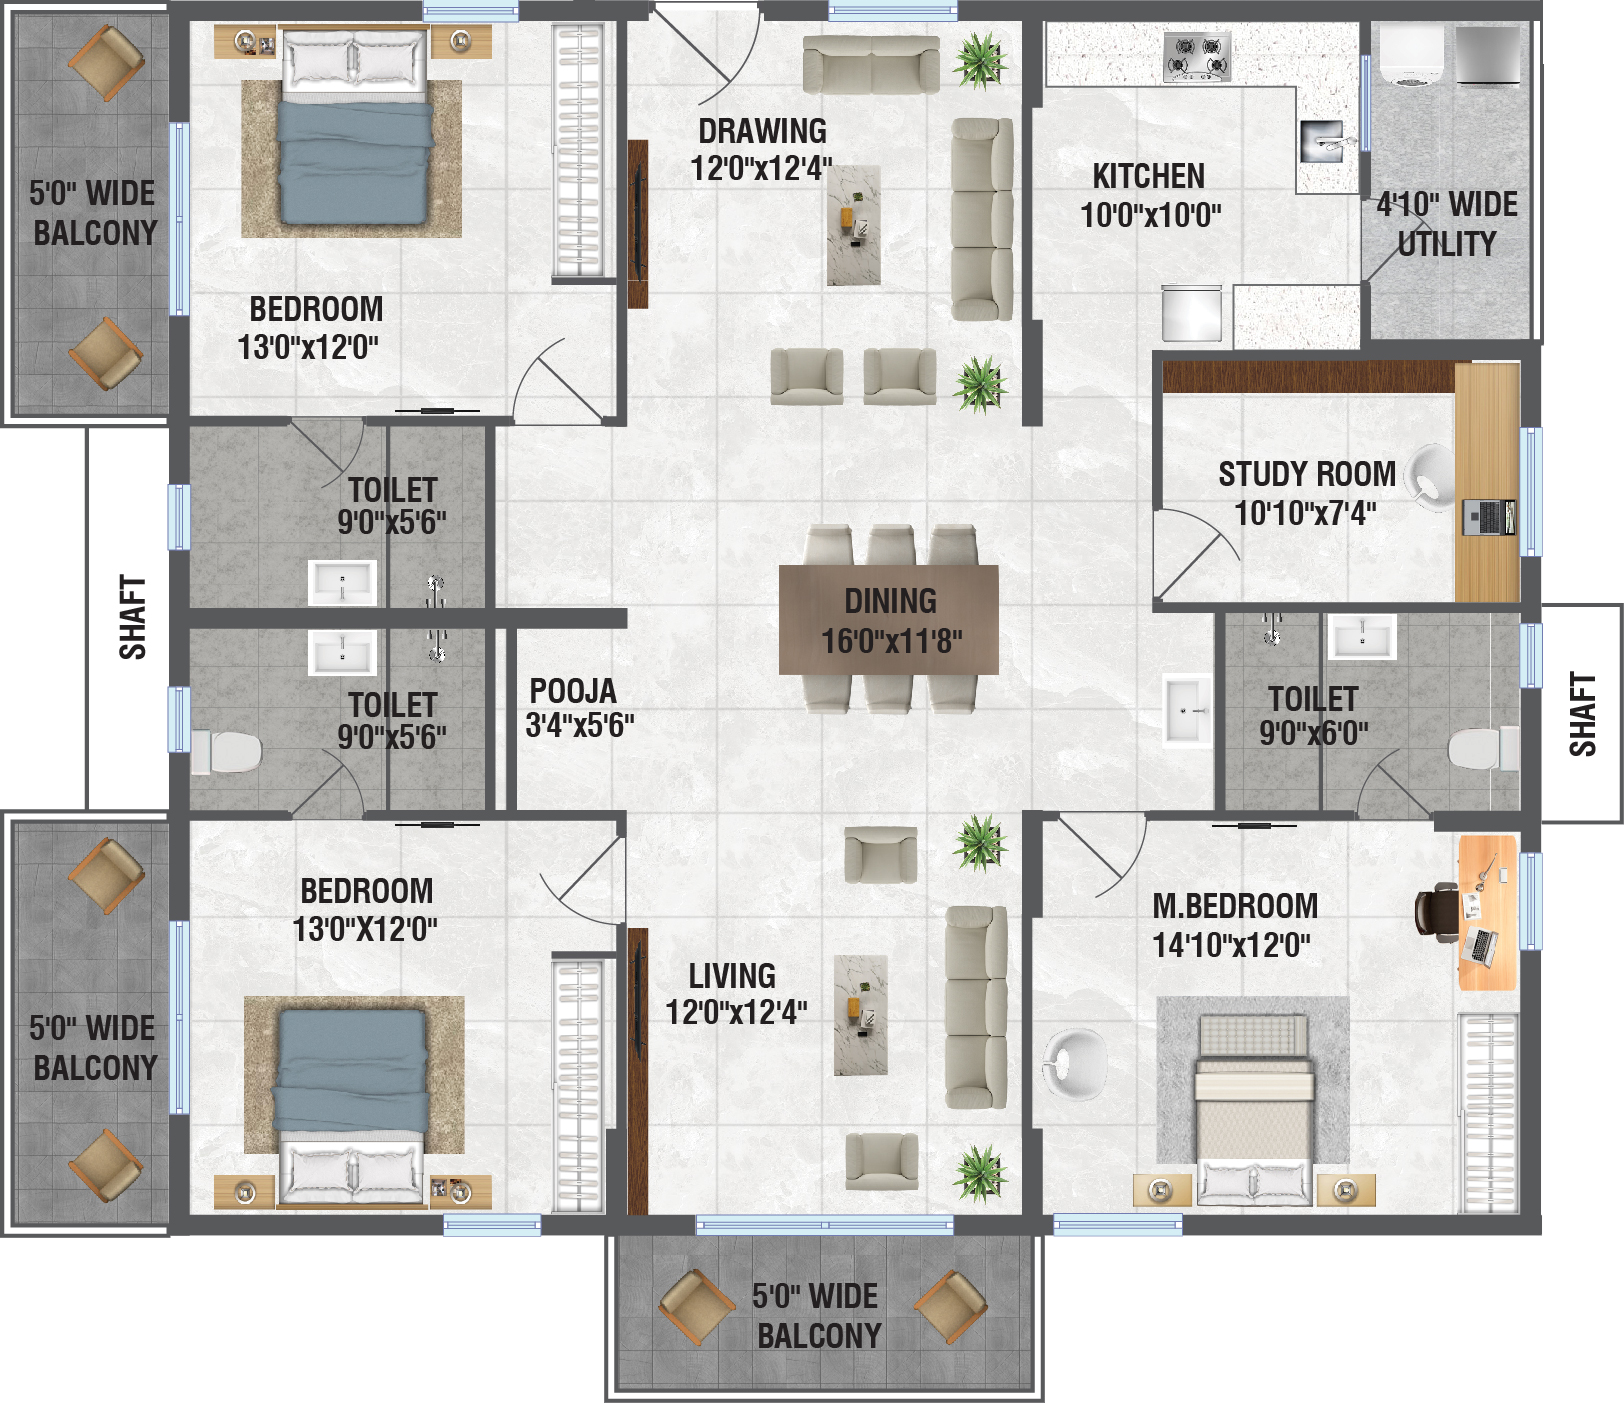 DRAWING
12'0"x12'4"
KITCHEN
10'0"x10'0"
5'0" WIDE
BALCONY
4'10" WIDE
UTILITY
BEDROOM
13'0"x12'0"
STUDY ROOM
10'10"x7'4"
TOILET
9'0"x5'6"
SHAFT
DINING
16'0"x11'8"
POOJA
3'4"x5'6"
TOILET
9'0"x5'6"
TOILET
9'0"x6'0"
SHAFT
BEDROOM
13'0"X12'0"
M.BEDROOM
14'10"x12'0"
LIVING
12'0"x12'4"
5'0" WIDE
BALCONY
5'0" WIDE
BALCONY